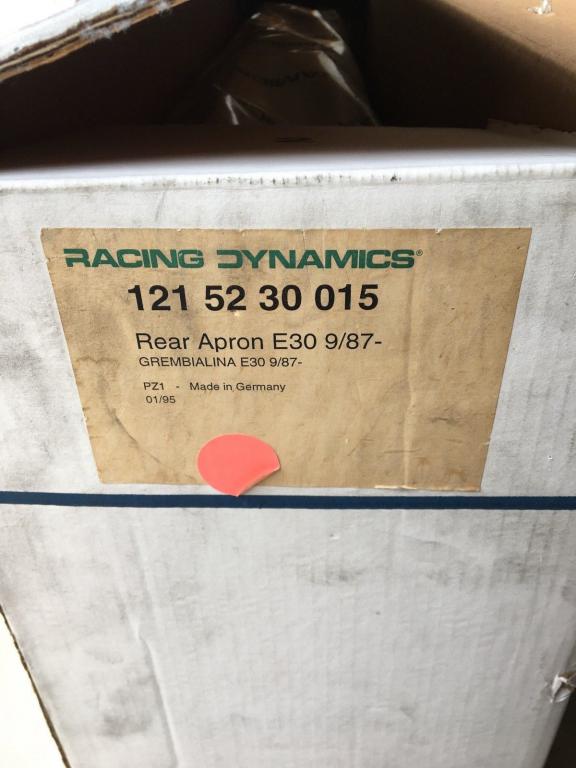 RACING DYNAMICS®
121 52 30 015
Rear Apron E30 9/87-
GREMBIALINA E30 9/87-
PZ1 - Made in Germany
01/95